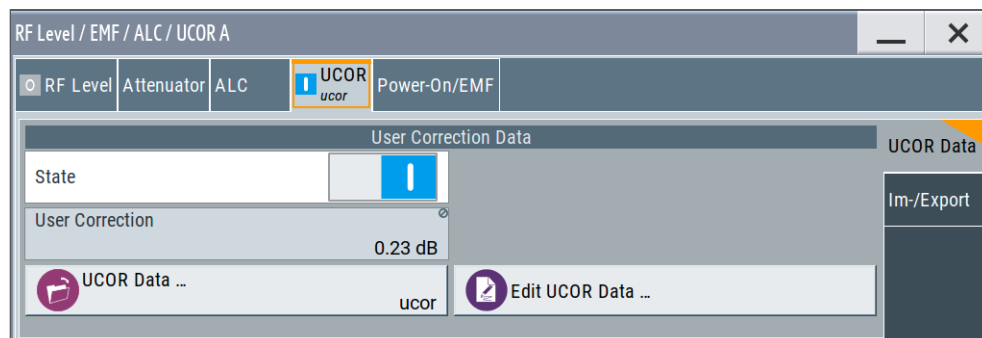 RF Level / EMF / ALC / UCOR A
RF Level Attenuator ALC UCOR Power-On/EMF
ucor
User Correction Data
UCOR Data
State
Im-/Export
User Correction
0.23 dB
UCOR Data ...
ucor
Edit UCOR Data ...